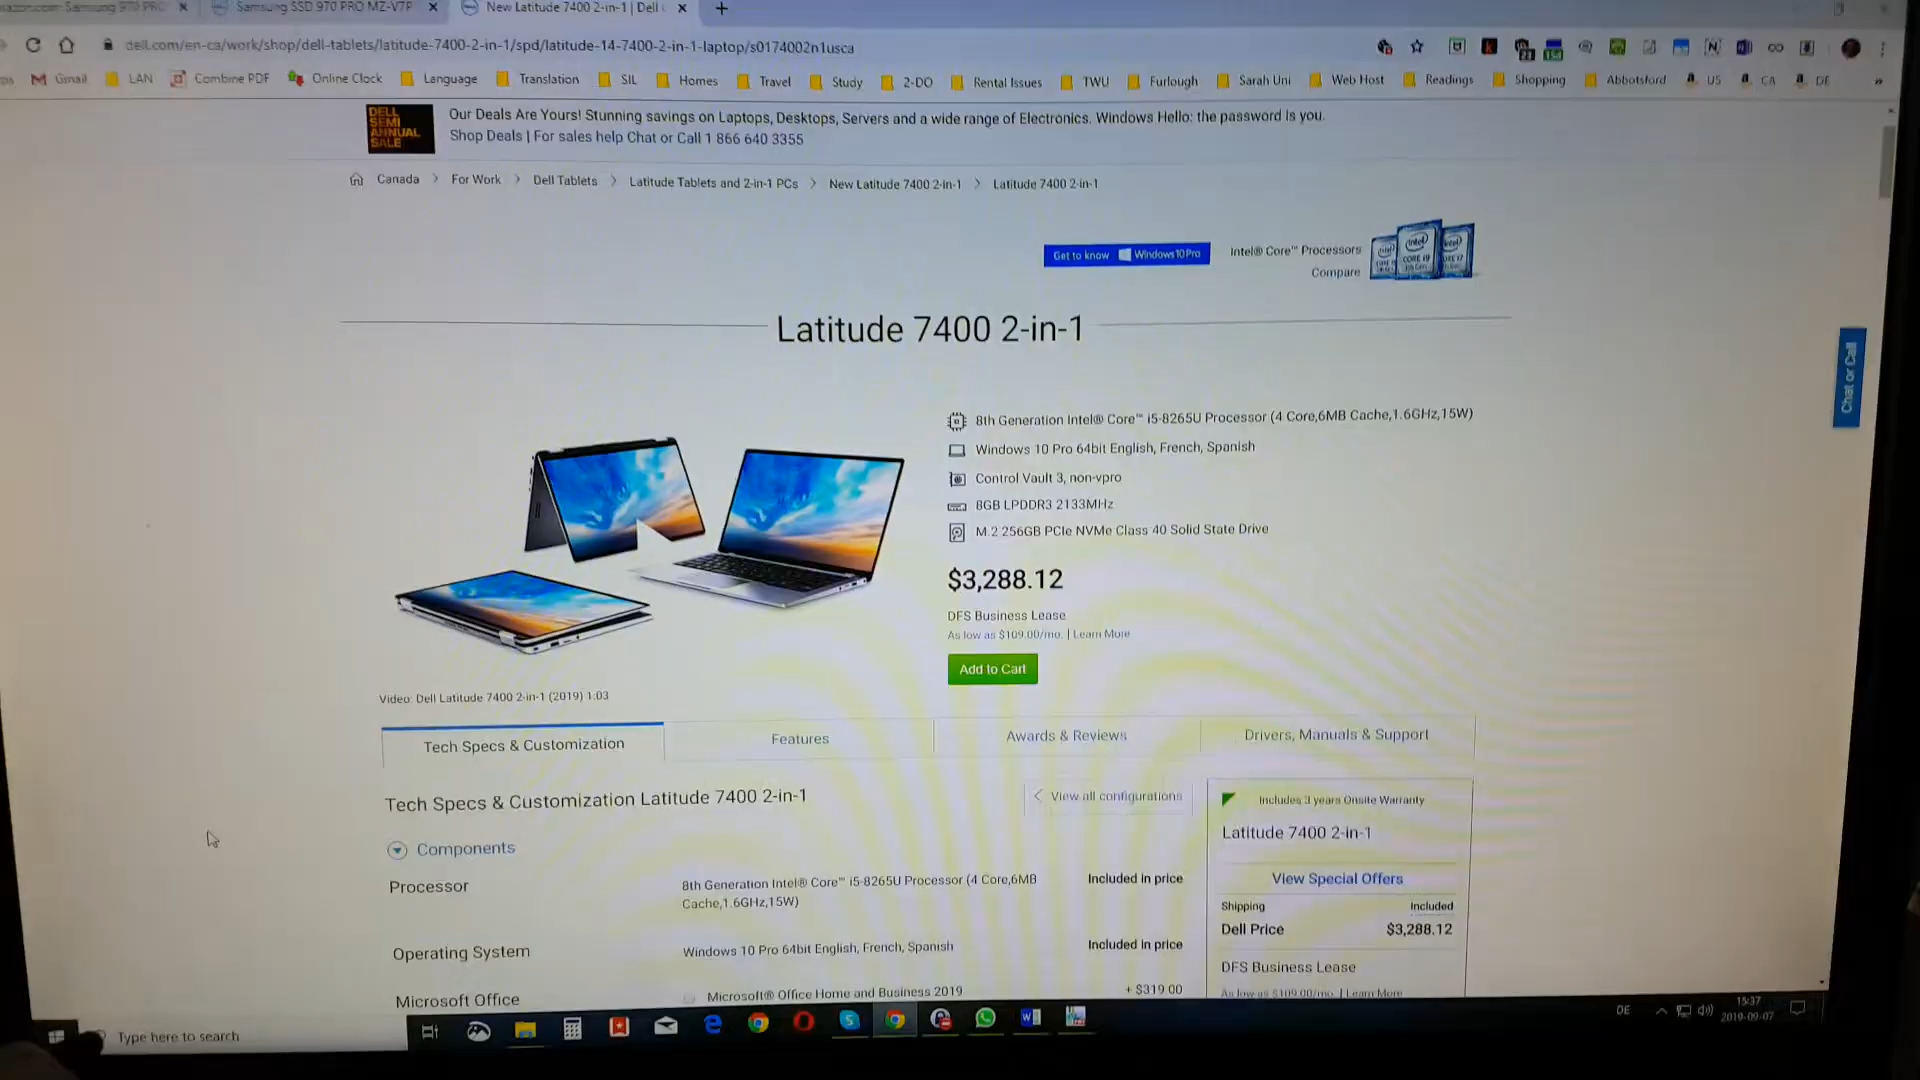 Samsung SSD 970 PRO MZ-V7P
New Latitude 7400 2-in-1 | Dell
dell.com/en-ca/work/shop/dell-tablets/latitude-7400-2-in-1/spd/latitude-14-7400-2-in-1-laptop/s0174002n1usca
Gmail LAN Combine PDF Online Clock Language Translation SIL Homes Travel Study 2-DO Rental Issues TWU Furlough Sarah Uni Web Host Readings Shopping Abbotsford US CA DE
DELL SEMI ANNUAL SALE
Our Deals Are Yours! Stunning savings on Laptops, Desktops, Servers and a wide range of Electronics. Windows Hello: the password is you.
Shop Deals | For sales help Chat or Call 1 866 640 3355
Canada > For Work > Dell Tablets > Latitude Tablets and 2-in-1 PCs > New Latitude 7400 2-in-1 > Latitude 7400 2-in-1
Get to know Windows 10 Pro
Intel® Core™ Processors
Compare
Latitude 7400 2-in-1
Chat or Call
8th Generation Intel® Core™ i5-8265U Processor (4 Core,6MB Cache,1.6GHz,15W)
Windows 10 Pro 64bit English, French, Spanish
Control Vault 3, non-vpro
8GB LPDDR3 2133MHz
M.2 256GB PCIe NVMe Class 40 Solid State Drive
$3,288.12
DFS Business Lease
As low as $109.00/mo. | Learn More
Add to Cart
Video: Dell Latitude 7400 2-in-1 (2019) 1:03
Tech Specs & Customization
Features
Awards & Reviews
Drivers, Manuals & Support
Tech Specs & Customization Latitude 7400 2-in-1
< View all configurations
Includes 3 years Onsite Warranty
Latitude 7400 2-in-1
View Special Offers
Shipping Included
Dell Price $3,288.12
DFS Business Lease
As low as $109.00/mo. | Learn More
Components
Processor
8th Generation Intel® Core™ i5-8265U Processor (4 Core,6MB
Cache,1.6GHz,15W)
Included in price
Operating System
Windows 10 Pro 64bit English, French, Spanish
Included in price
Microsoft Office
Microsoft® Office Home and Business 2019
+ $319.00
Type here to search
DE
15:37
2019-09-07